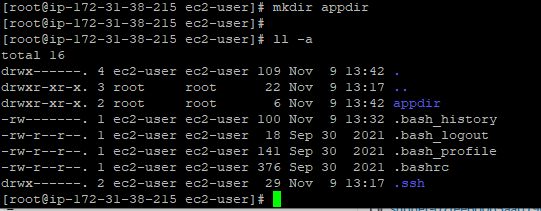 [root@ip-172-31-38-215 ec2-user]# mkdir appdir
[root@ip-172-31-38-215 ec2-user]# ll -a
total 16
drwx------. 4 ec2-user ec2-user 109 Nov  9 13:42 .
drwxr-xr-x. 3 root     root      22 Nov  9 13:17 ..
drwxr-xr-x. 2 root     root       6 Nov  9 13:42 appdir
-rw-------. 1 ec2-user ec2-user 100 Nov  9 13:32 .bash_history
-rw-r--r--. 1 ec2-user ec2-user  18 Sep 30  2021 .bash_logout
-rw-r--r--. 1 ec2-user ec2-user 141 Sep 30  2021 .bash_profile
-rw-r--r--. 1 ec2-user ec2-user 376 Sep 30  2021 .bashrc
drwx------. 2 ec2-user ec2-user  29 Nov  9 13:17 .ssh
[root@ip-172-31-38-215 ec2-user]#